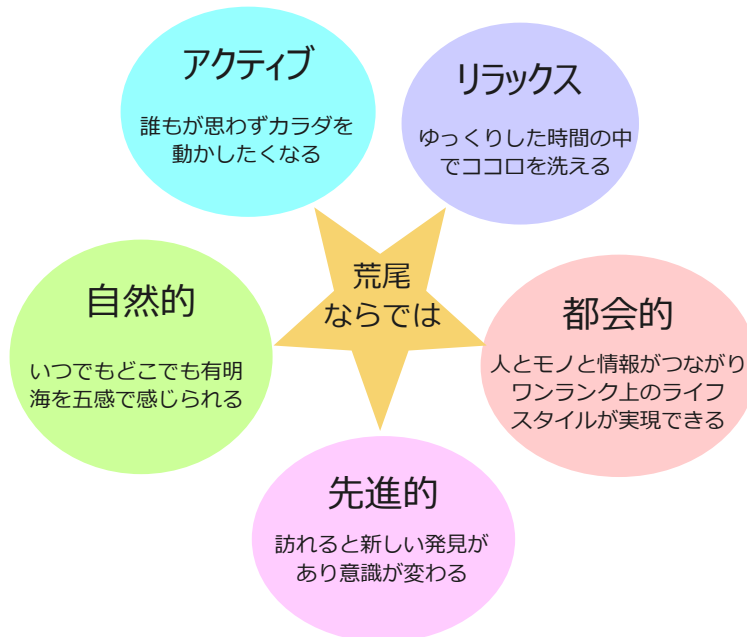 アクティブ
誰もが思わずカラダを
動かしたくなる
リラックス
ゆっくりした時間の中
でココロを洗える
荒尾
ならでは
自然的
いつでもどこでも有明
海を五感で感じられる
都会的
人とモノと情報がつながり
ワンランク上のライフ
スタイルが実現できる
先進的
訪れると新しい発見が
あり意識が変わる